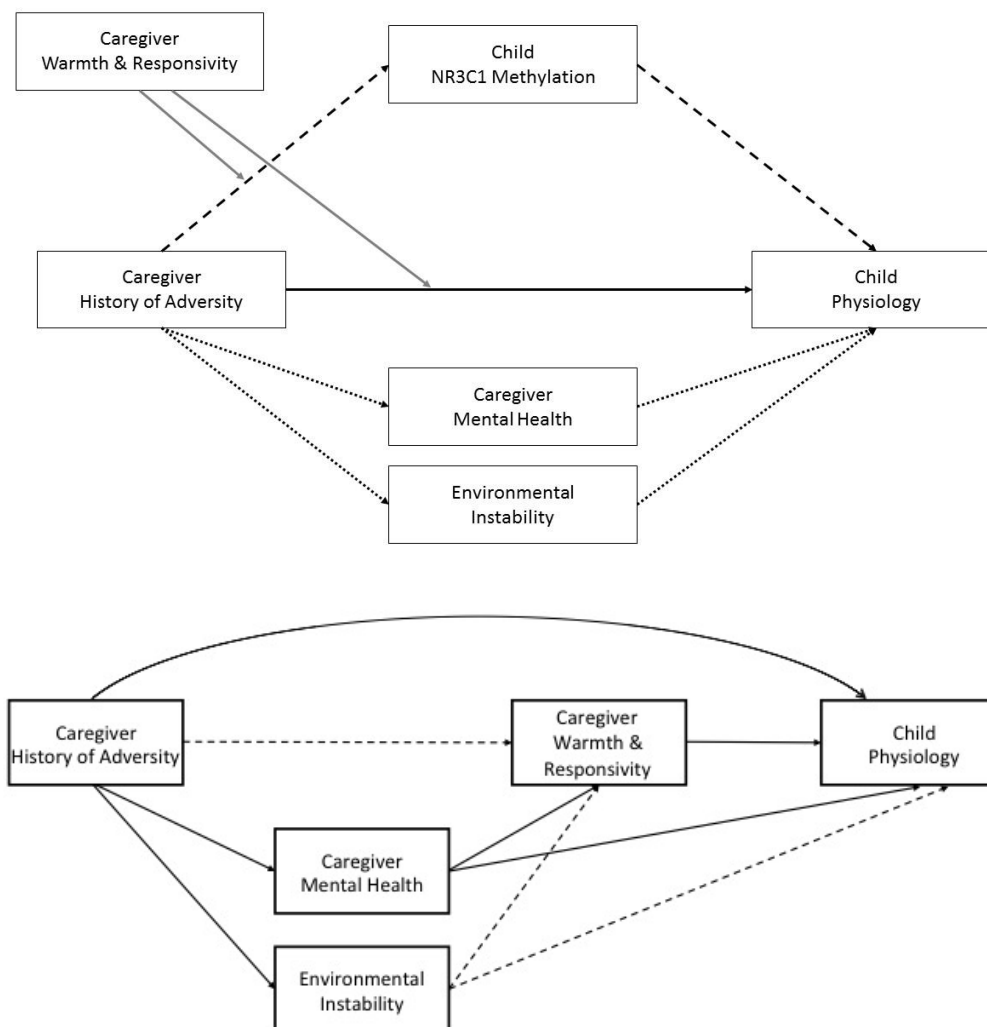 Caregiver
Warmth & Responsivity
Child
NR3C1 Methylation
Caregiver
History of Adversity
Child
Physiology
Caregiver
Mental Health
Environmental
Instability
Caregiver
History of Adversity
Caregiver
Warmth &
Responsivity
Child
Physiology
Caregiver
Mental Health
Environmental
Instability